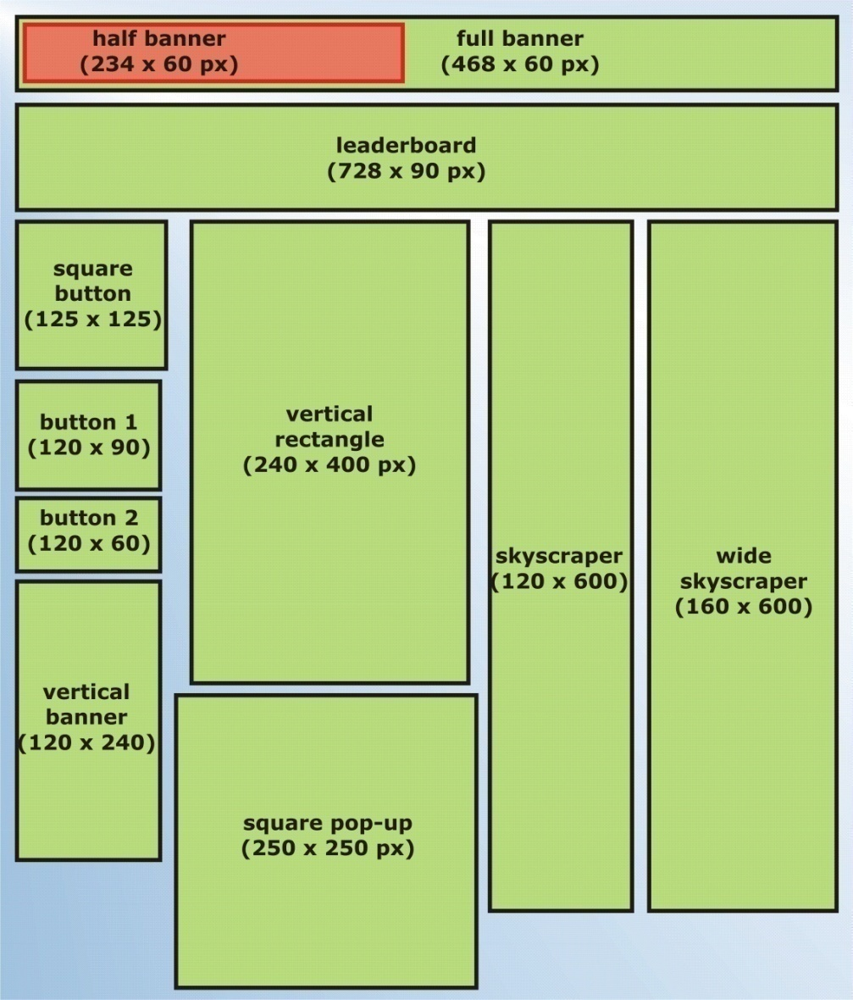 half banner
(234 x 60 px)
full banner
(468 x 60 px)
leaderboard
(728 x 90 px)
square
button
(125 x 125)
button 1
(120 x 90)
button 2
(120 x 60)
vertical
banner
(120 x 240)
vertical
rectangle
(240 x 400 px)
square pop-up
(250 x 250 px)
skyscraper
(120 x 600)
wide
skyscraper
(160 x 600)